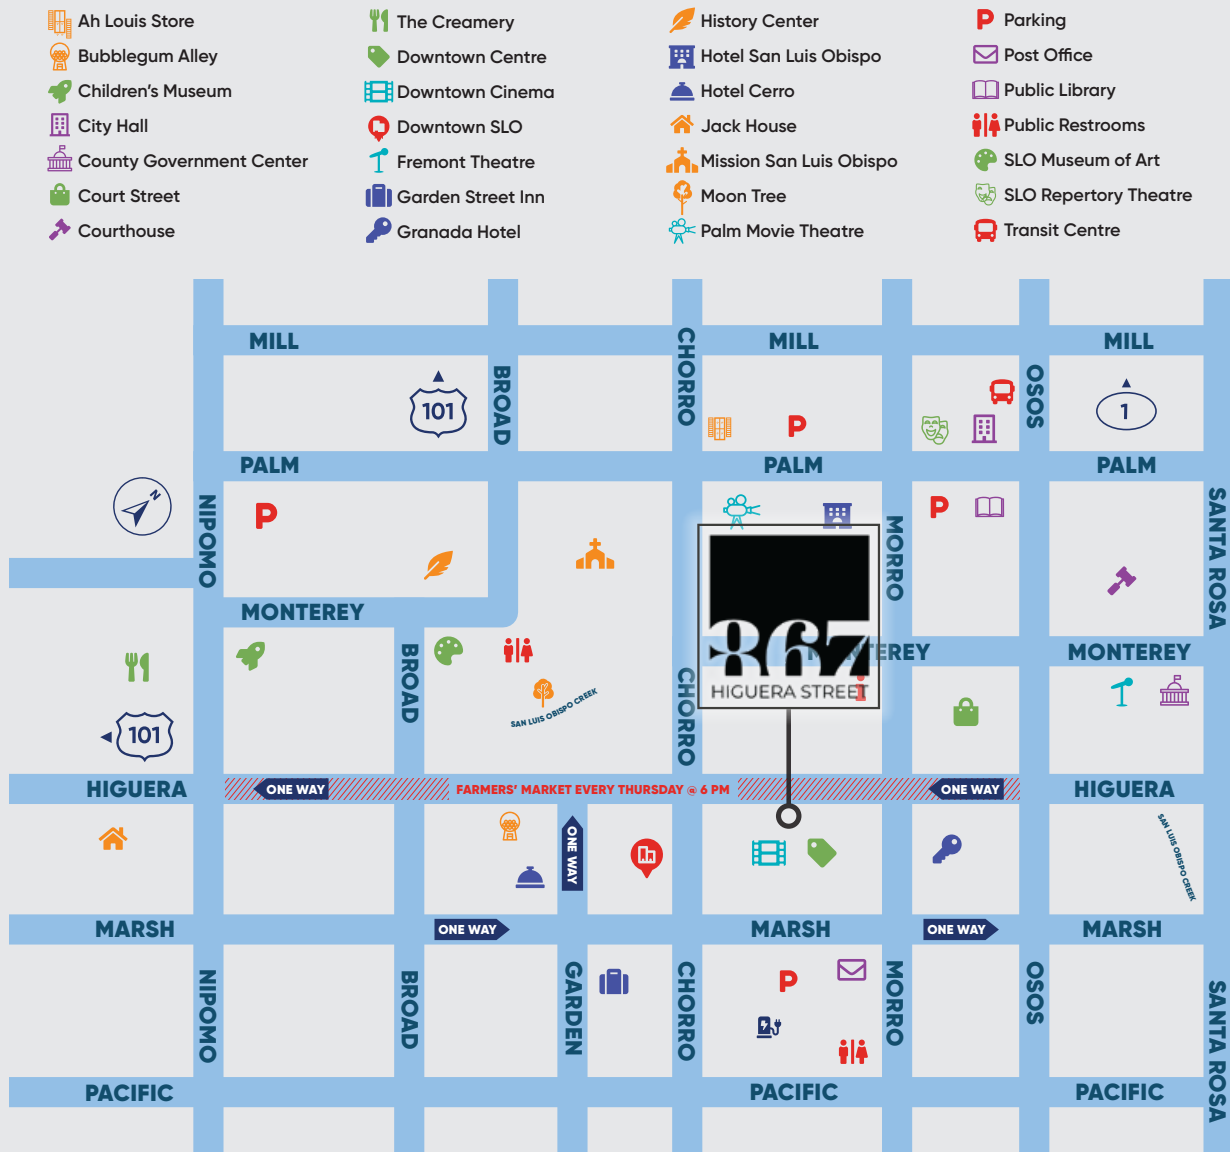 Ah Louis Store
Bubblegum Alley
Children's Museum
City Hall
County Government Center
Court Street
Courthouse
The Creamery
Downtown Centre
Downtown Cinema
Downtown SLO
Fremont Theatre
Garden Street Inn
Granada Hotel
History Center
Hotel San Luis Obispo
Hotel Cerro
Jack House
Mission San Luis Obispo
Moon Tree
Palm Movie Theatre
P Parking
Post Office
Public Library
Public Restrooms
SLO Museum of Art
SLO Repertory Theatre
Transit Centre
MILL
MILL
MILL
BROAD
CHORRO
OSOS
101
1
P
PALM
PALM
PALM
N
NIPOMO
P
P
MORRO
SANTA ROSA
MONTEREY
MONTEREY
MONTEREY
867
HIGUERA STREET
i
BROAD
CHORRO
SAN LUIS OBISPO CREEK
101
HIGUERA
ONE WAY
FARMERS' MARKET EVERY THURSDAY @ 6 PM
ONE WAY
HIGUERA
ONE WAY
SAN LUIS OBISPO CREEK
MARSH
ONE WAY
MARSH
ONE WAY
MARSH
NIPOMO
BROAD
GARDEN
CHORRO
P
MORRO
OSOS
SANTA ROSA
PACIFIC
PACIFIC
PACIFIC